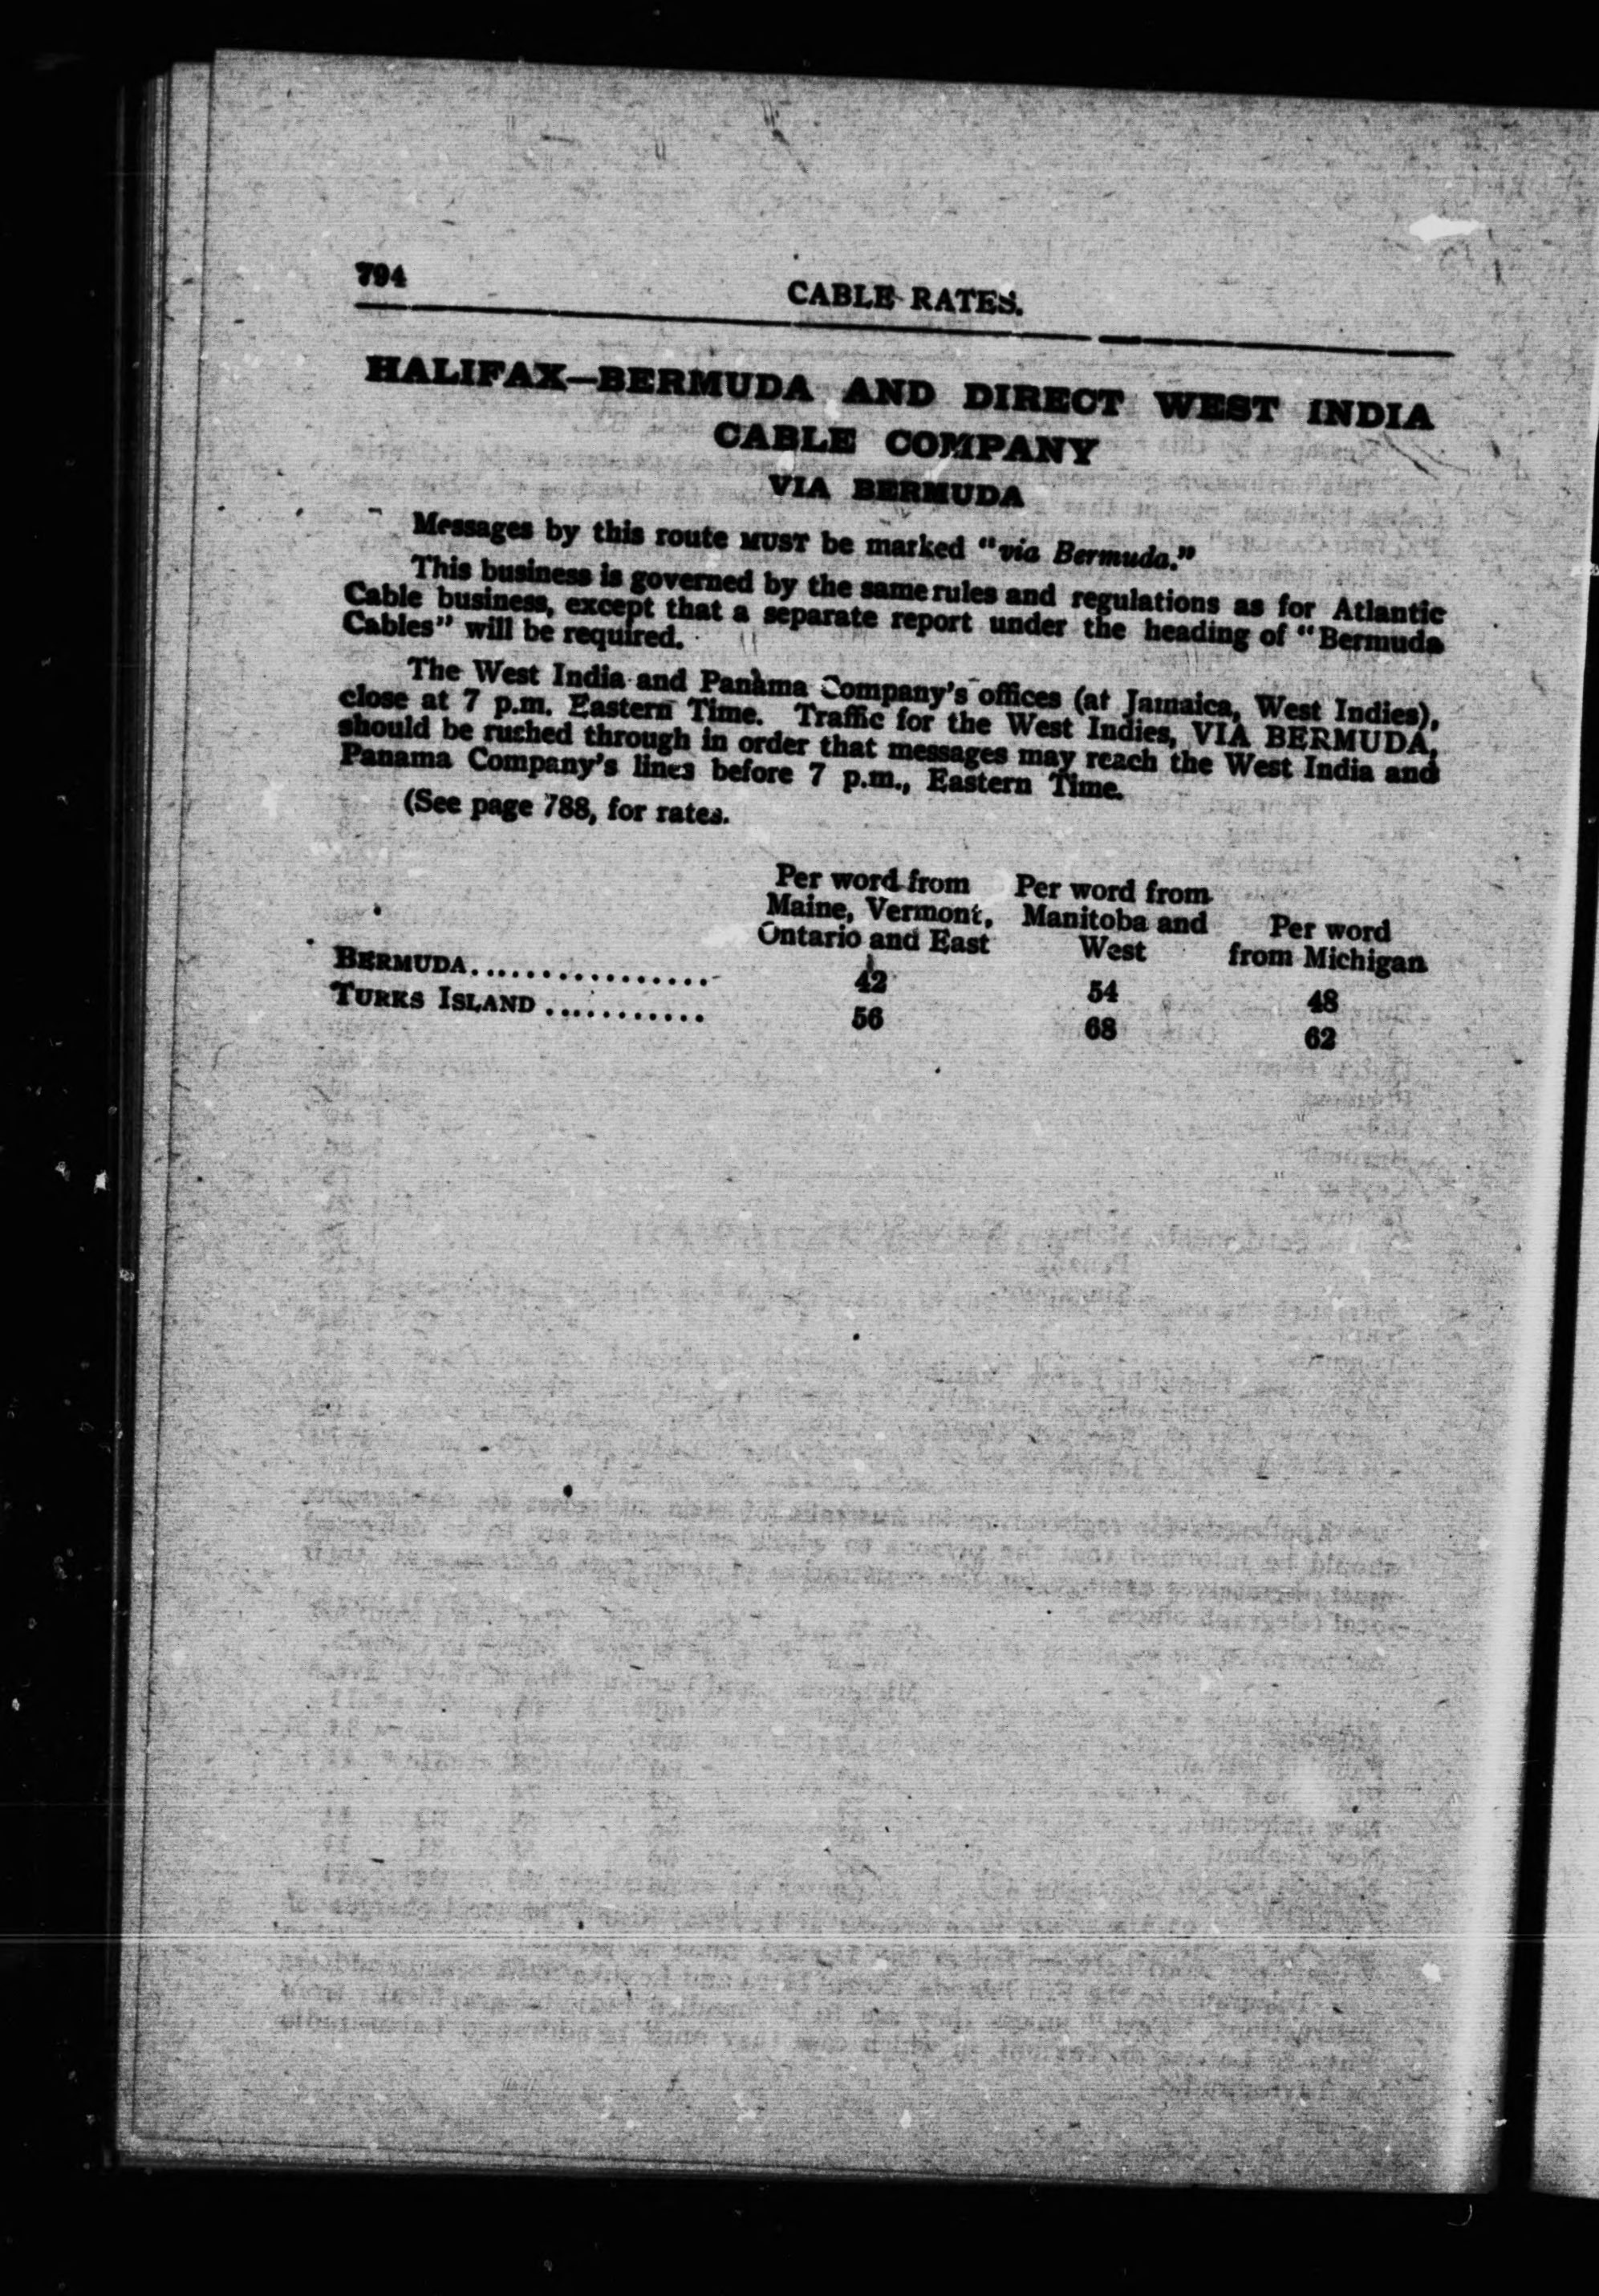 794
CABLE RATES.
HALIFAX—BERMUDA AND DIRECT WEST INDIA
CABLE COMPANY
VIA BERMUDA
Messages by this route MUST be marked "via Bermuda."
This business is governed by the same rules and regulations as for Atlantic
Cable business, except that a separate report under the heading of "Bermuda
Cables" will be required.
The West India and Panama Company's offices (at Jamaica, West Indies),
close at 7 p.m. Eastern Time. Traffic for the West Indies, VIA BERMUDA,
should be rushed through in order that messages may reach the West India and
Panama Company's lines before 7 p.m., Eastern Time.
(See page 788, for rates.
Per word from Per word from
Maine, Vermont, Manitoba and Per word
Ontario and East West from Michigan
BERMUDA................. 42 54 48
TURKS ISLAND ............ 56 68 62